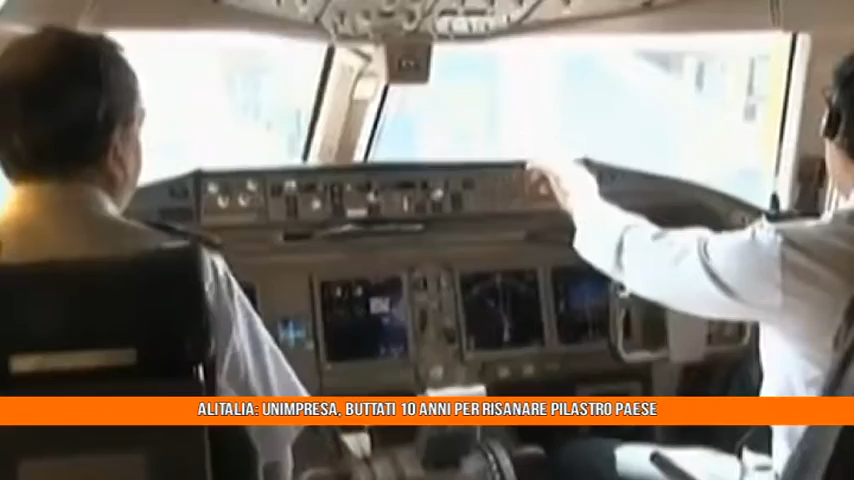 ALITALIA: UNIMPRESA, BUTTATI 10 ANNI PER RISANARE PILASTRO PAESE